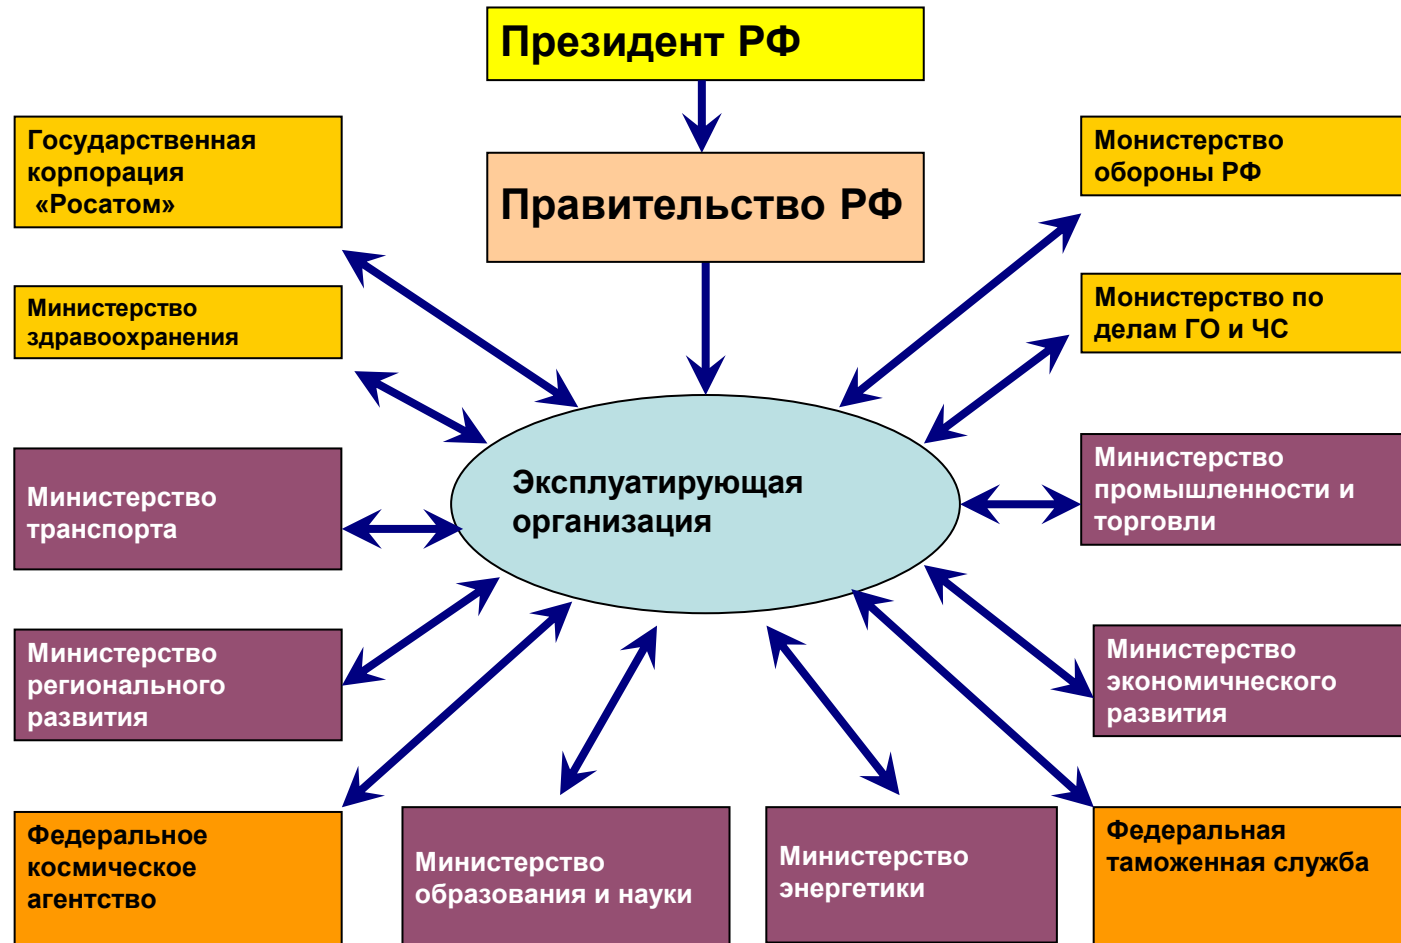 Президент РФ
Государственная
корпорация
«Росатом»
Монистерство
обороны РФ
Правительство РФ
Министерство
здравоохранения
Монистерство по
делам ГО и ЧС
Эксплуатирующая
организация
Министерство
транспорта
Министерство
промышленности и
торговли
Министерство
регионального
развития
Министерство
экономичнеского
развития
Федеральное
космическое
агентство
Министерство
образования и науки
Министерство
энергетики
Федеральная
таможенная служба